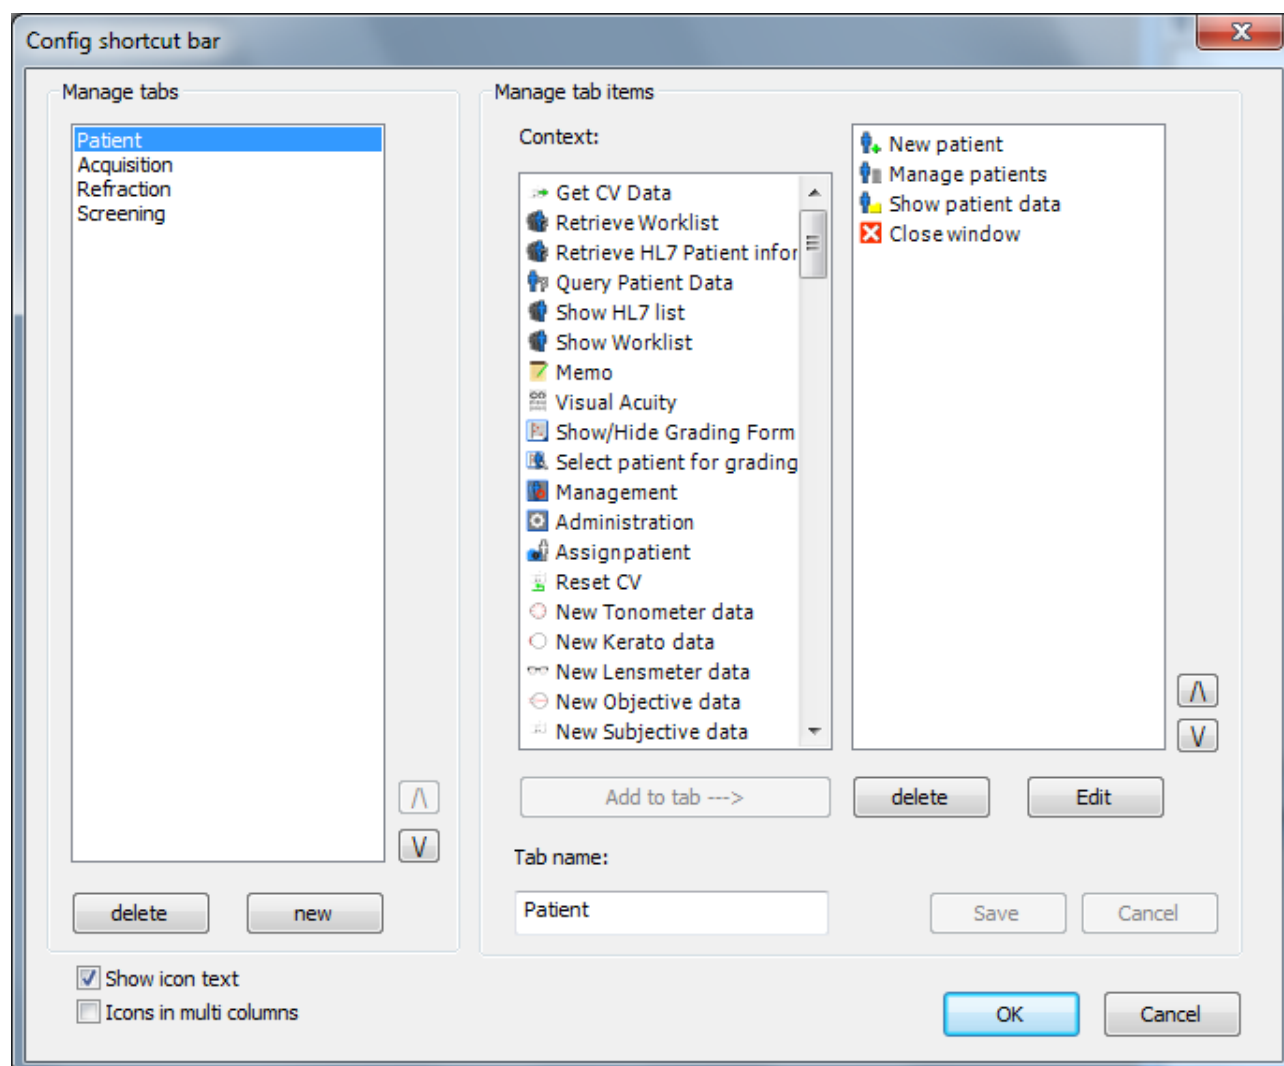 Config shortcut bar
Manage tabs
Patient
Acquisition
Refraction
Screening
/\
V
delete
new
Manage tab items
Context:
Get CV Data
Retrieve Worklist
Retrieve HL7 Patient infor
Query Patient Data
Show HL7 list
Show Worklist
Memo
Visual Acuity
Show/Hide Grading Form
Select patient for grading
Management
Administration
Assign patient
Reset CV
New Tonometer data
New Kerato data
New Lensmeter data
New Objective data
New Subjective data
New patient
Manage patients
Show patient data
Close window
/\
V
Add to tab --->
delete
Edit
Tab name:
Patient
Save
Cancel
Show icon text
Icons in multi columns
OK
Cancel